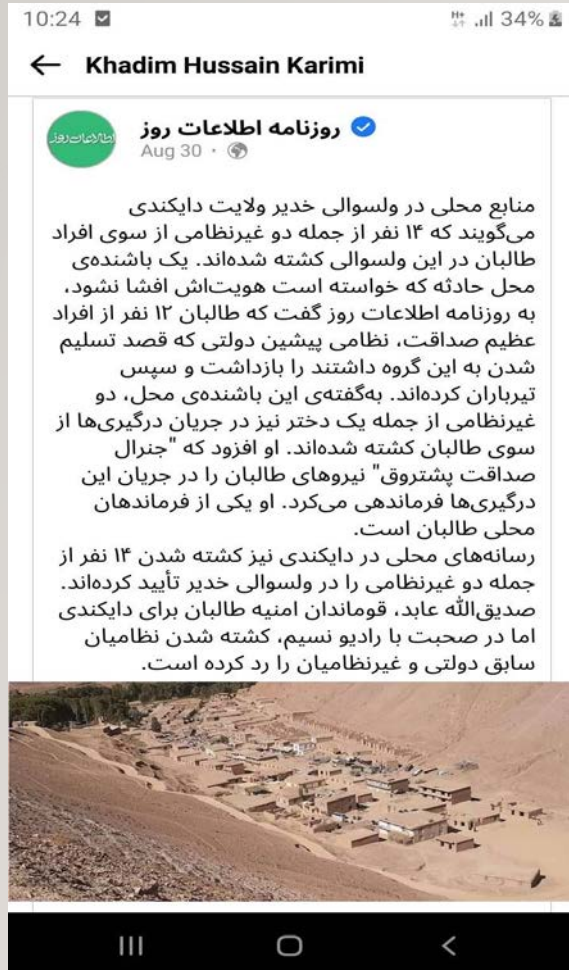 10:24
34%
Khadim Hussain Karimi
اطلاعات روز
روزنامه اطلاعات روز
Aug 30
منابع محلی در ولسوالی خدیر ولایت دایکندی
می‌گویند که ۱۴ نفر از جمله دو غیرنظامی از سوی افراد
طالبان در این ولسوالی کشته شده‌اند. یک باشنده‌ی
محل حادثه که خواسته است هویت‌اش افشا نشود،
به روزنامه اطلاعات روز گفت که طالبان ۱۲ نفر از افراد
عظیم صداقت، نظامی پیشین دولتی که قصد تسلیم
شدن به این گروه داشتند را بازداشت و سپس
تیرباران کرده‌اند. به‌گفته‌ی این باشنده‌ی محل، دو
غیرنظامی از جمله یک دختر نیز در جریان درگیری‌ها از
سوی طالبان کشته شده‌اند. او افزود که "جنرال
صداقت پشتروق" نیروهای طالبان را در جریان این
درگیری‌ها فرماندهی می‌کرد. او یکی از فرماندهان
محلی طالبان است.
رسانه‌های محلی در دایکندی نیز کشته شدن ۱۴ نفر از
جمله دو غیرنظامی را در ولسوالی خدیر تأیید کرده‌اند.
صدیق‌الله عابد، قوماندان امنیه طالبان برای دایکندی
اما در صحبت با رادیو نسیم، کشته شدن نظامیان
سابق دولتی و غیرنظامیان را رد کرده است.